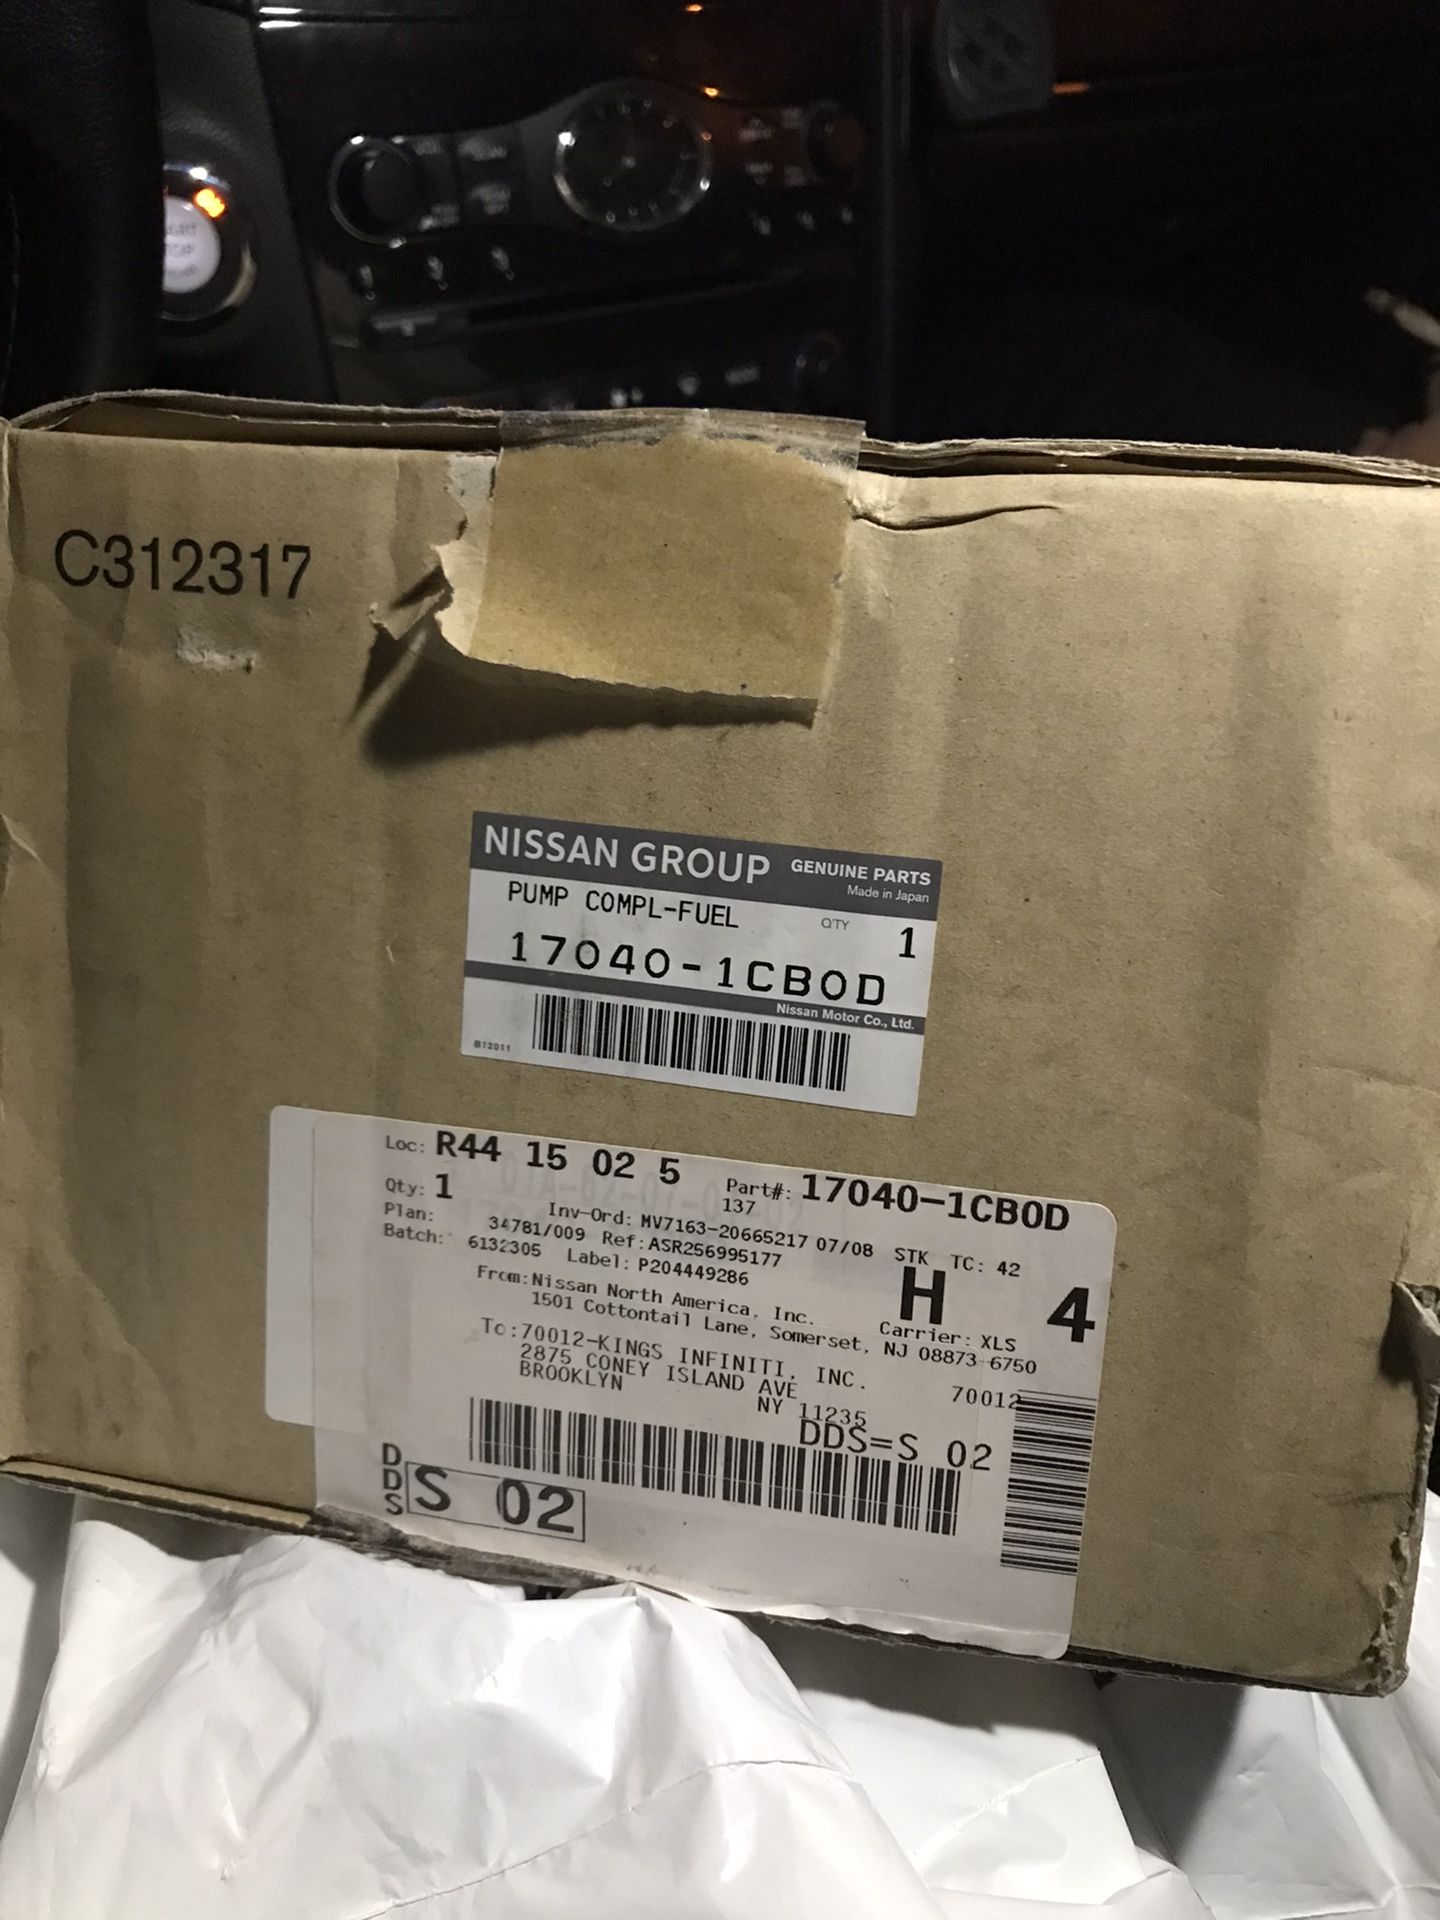 C312317
NISSAN GROUP GENUINE PARTS
Made in Japan
PUMP COMPL-FUEL QTY 1
17040-1CB0D
Nissan Motor Co., Ltd.
B12011
Loc: R44 15 02 5 Part#: 17040-1CB0D
Qty: 1 137
Inv-Ord: MV7163-20665217 07/08 STK TC: 42
Plan: 34781/009 Ref:ASR256995177
Batch: 6132305 Label: P204449286
H 4
From:Nissan North America, Inc. Carrier: XLS
1501 Cottontail Lane, Somerset, NJ 08873-6750
To:70012-KINGS INFINITI, INC. 70012
2875 CONEY ISLAND AVE
BROOKLYN NY 11235
DDS=S 02
DDS S 02